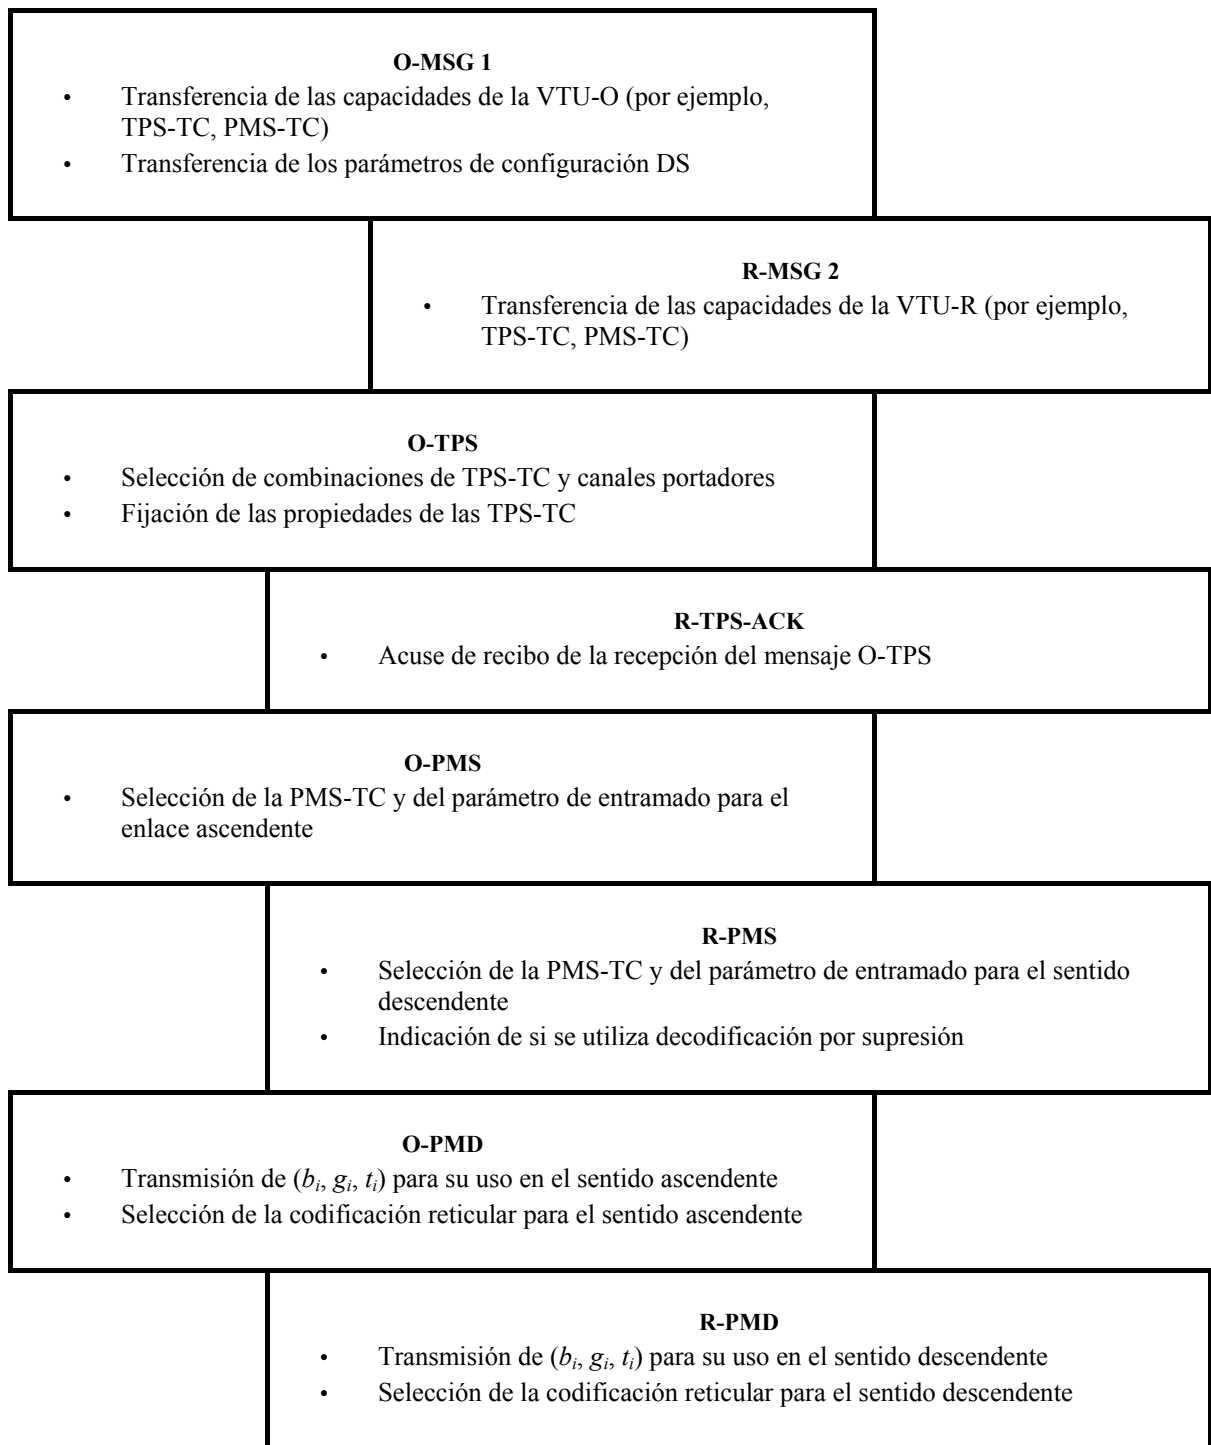 O-MSG 1
• Transferencia de las capacidades de la VTU-O (por ejemplo,
TPS-TC, PMS-TC)
• Transferencia de los parámetros de configuración DS
R-MSG 2
• Transferencia de las capacidades de la VTU-R (por ejemplo,
TPS-TC, PMS-TC)
O-TPS
• Selección de combinaciones de TPS-TC y canales portadores
• Fijación de las propiedades de las TPS-TC
R-TPS-ACK
• Acuse de recibo de la recepción del mensaje O-TPS
O-PMS
• Selección de la PMS-TC y del parámetro de entramado para el
enlace ascendente
R-PMS
• Selección de la PMS-TC y del parámetro de entramado para el sentido
descendente
• Indicación de si se utiliza decodificación por supresión
O-PMD
• Transmisión de (bᵢ, gᵢ, tᵢ) para su uso en el sentido ascendente
• Selección de la codificación reticular para el sentido ascendente
R-PMD
• Transmisión de (bᵢ, gᵢ, tᵢ) para su uso en el sentido descendente
• Selección de la codificación reticular para el sentido descendente